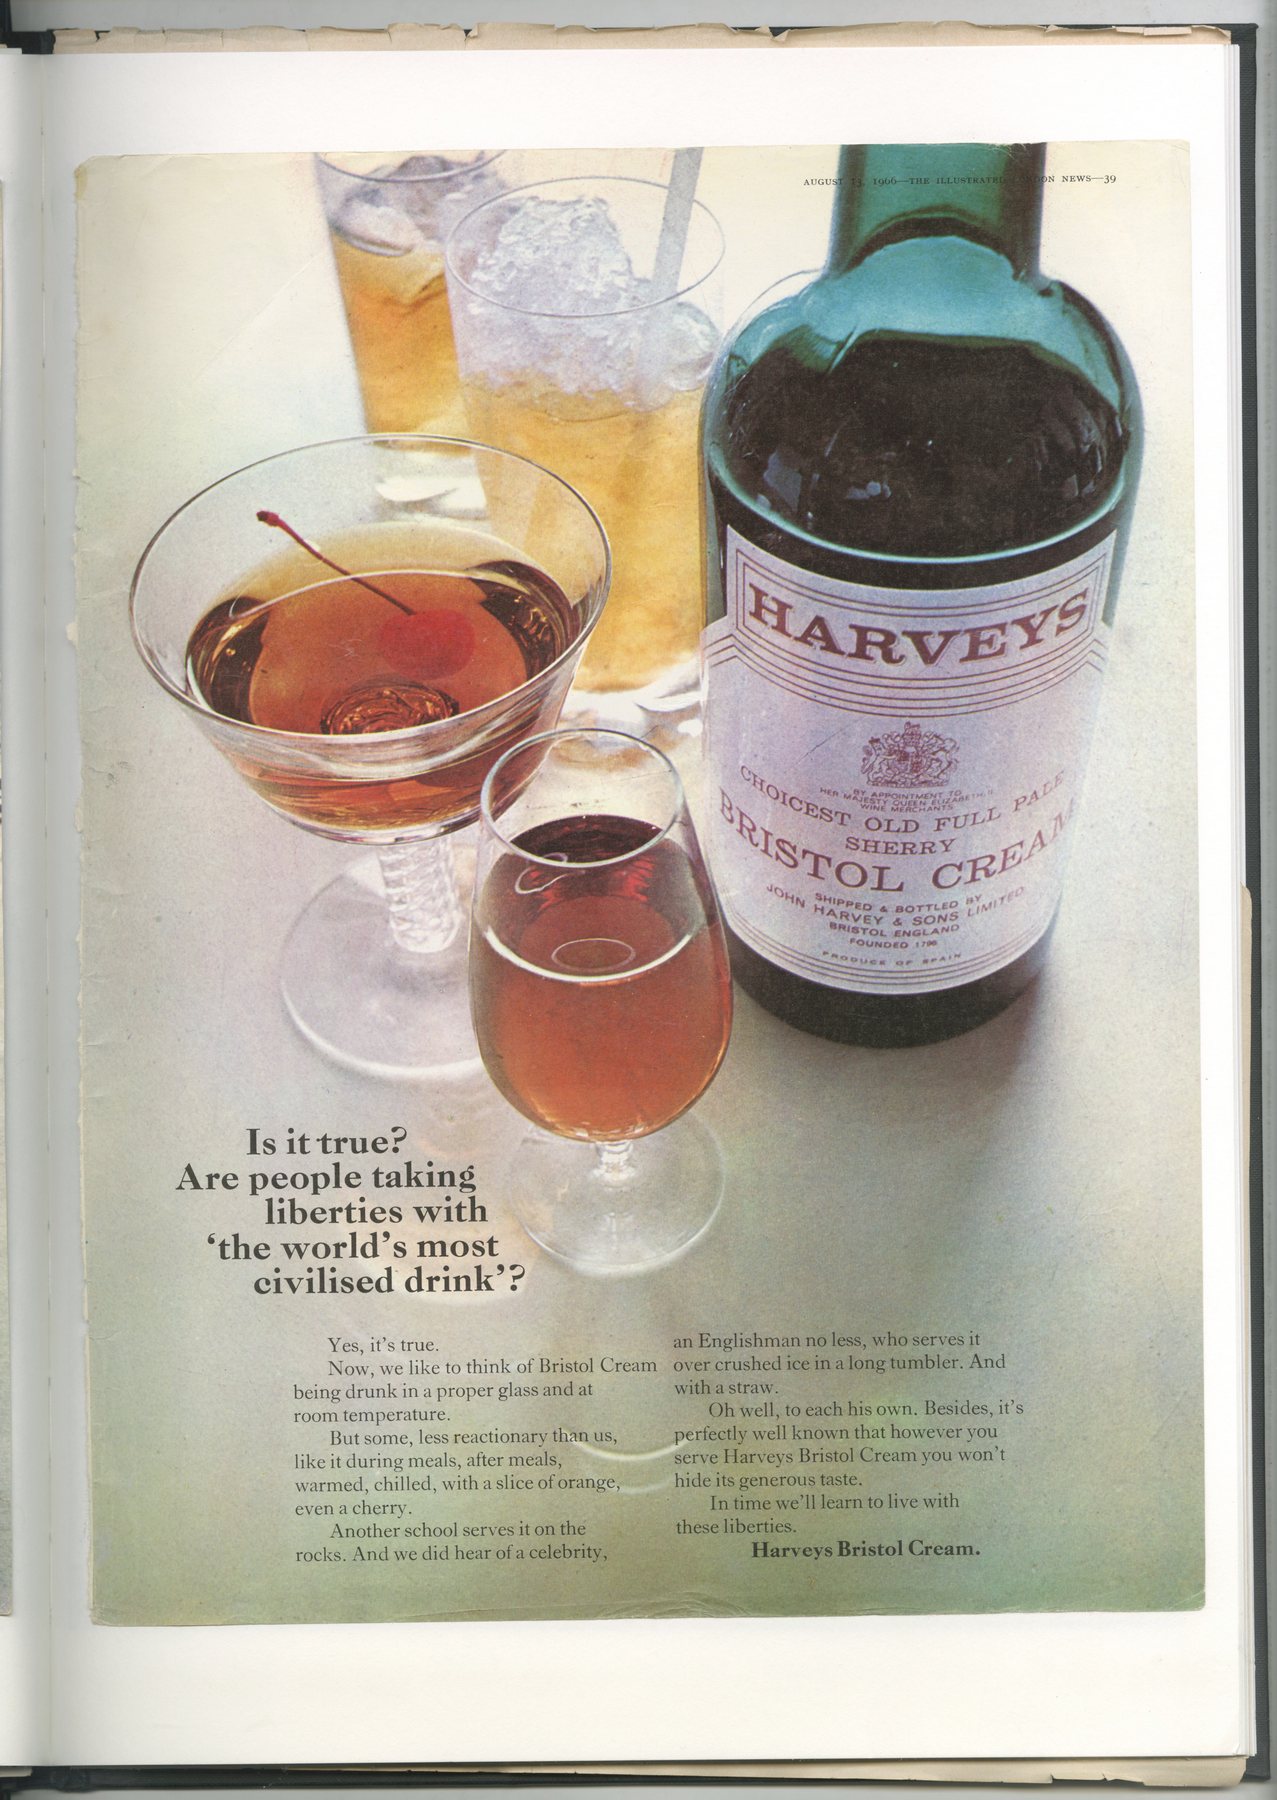 AUGUST 13, 1966—THE ILLUSTRATED LONDON NEWS—39
HARVEYS
BY APPOINTMENT TO
HER MAJESTY QUEEN ELIZABETH II
WINE MERCHANTS
CHOICEST OLD FULL PALE
SHERRY
BRISTOL CREAM
SHIPPED & BOTTLED BY
JOHN HARVEY & SONS LIMITED
BRISTOL ENGLAND
FOUNDED 1796
PRODUCE OF SPAIN
Is it true?
Are people taking
liberties with
‘the world’s most
civilised drink’?
Yes, it’s true.
Now, we like to think of Bristol Cream
being drunk in a proper glass and at
room temperature.
But some, less reactionary than us,
like it during meals, after meals,
warmed, chilled, with a slice of orange,
even a cherry.
Another school serves it on the
rocks. And we did hear of a celebrity,
an Englishman no less, who serves it
over crushed ice in a long tumbler. And
with a straw.
Oh well, to each his own. Besides, it’s
perfectly well known that however you
serve Harveys Bristol Cream you won’t
hide its generous taste.
In time we’ll learn to live with
these liberties.
Harveys Bristol Cream.